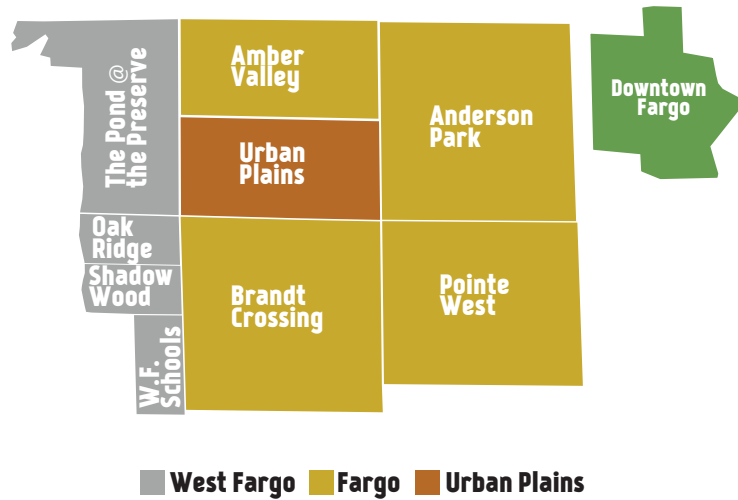 The Pond @
the Preserve
Amber
Valley
Anderson
Park
Downtown
Fargo
Urban
Plains
Oak
Ridge
Shadow
Wood
Brandt
Crossing
Pointe
West
W.F.
Schools
West Fargo
Fargo
Urban Plains